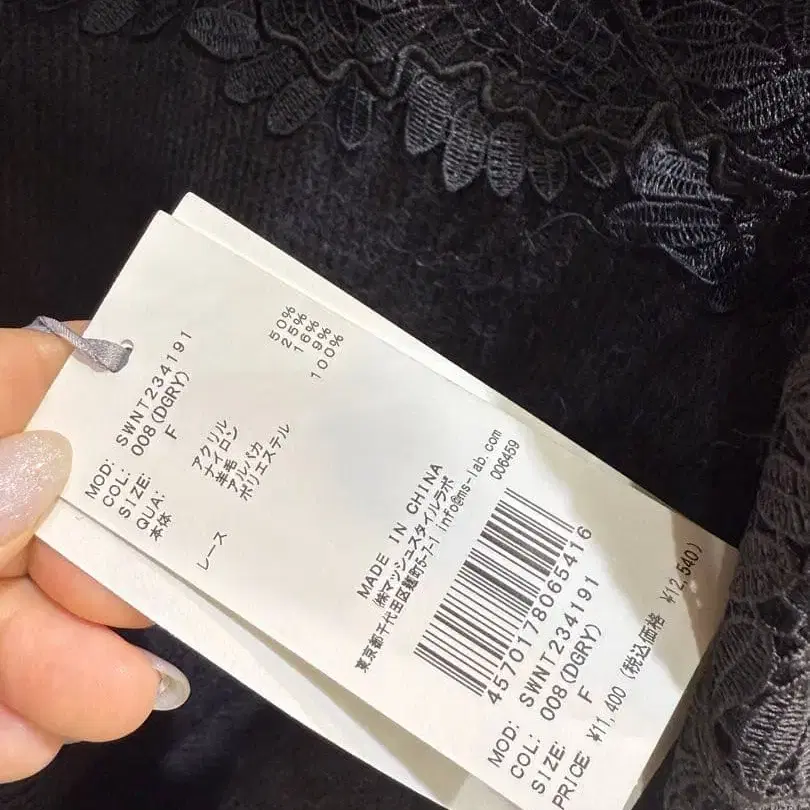 MOD: SWNT234191
COL: 008(DGRY)
SIZE: F
QUA:
本体 アクリル 50%
ナイロン 25%
羊毛 16%
アルパカ 9%
レース ポリエステル 100%
MADE IN CHINA
㈱マッシュスタイルラボ
東京都千代田区麹町5-7-1 info@ms-lab.com
006459
4570178065416
MOD: SWNT234191
COL: 008(DGRY)
SIZE: F
PRICE: ¥11,400 (税込価格 ¥12,540)